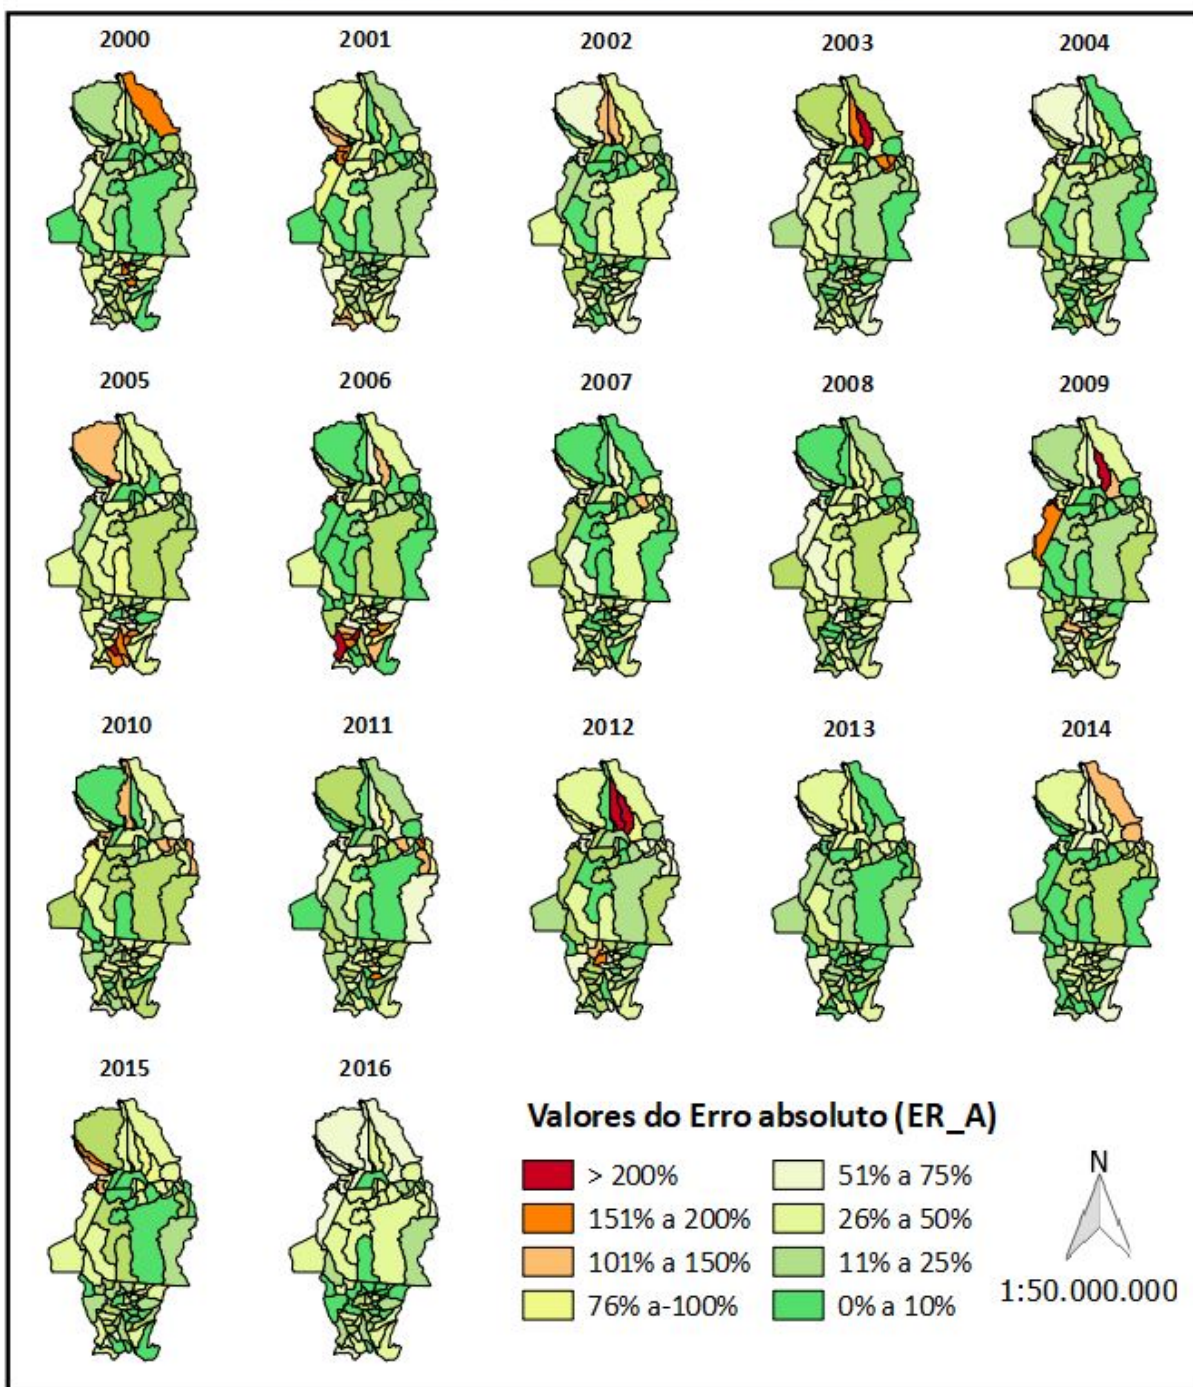 2000 2001 2002 2003 2004
2005 2006 2007 2008 2009
2010 2011 2012 2013 2014
2015 2016
Valores do Erro absoluto (ER_A)
> 200% 51% a 75%
151% a 200% 26% a 50%
101% a 150% 11% a 25%
76% a-100% 0% a 10%
N
1:50.000.000